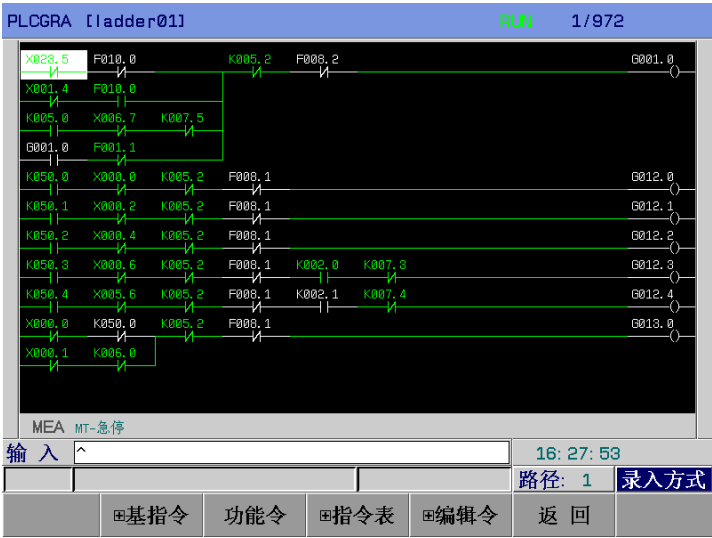 PLCGRA [ladder01] RUN 1/972
X028.5 F010.0 K005.2 F008.2 G001.0
X001.4 F010.0
K005.0 X006.7 K007.5
G001.0 F001.1
K050.0 X000.0 K005.2 F008.1 G012.0
K050.1 X000.2 K005.2 F008.1 G012.1
K050.2 X000.4 K005.2 F008.1 G012.2
K050.3 X000.6 K005.2 F008.1 K002.0 K007.3 G012.3
K050.4 X005.6 K005.2 F008.1 K002.1 K007.4 G012.4
X000.0 K050.0 K005.2 F008.1 G013.0
X000.1 K006.0
MEA MT-急停
输 入 ^ 16:27:53
路径: 1 录入方式
⊞基指令 功能令 ⊞指令表 ⊞编辑令 返 回